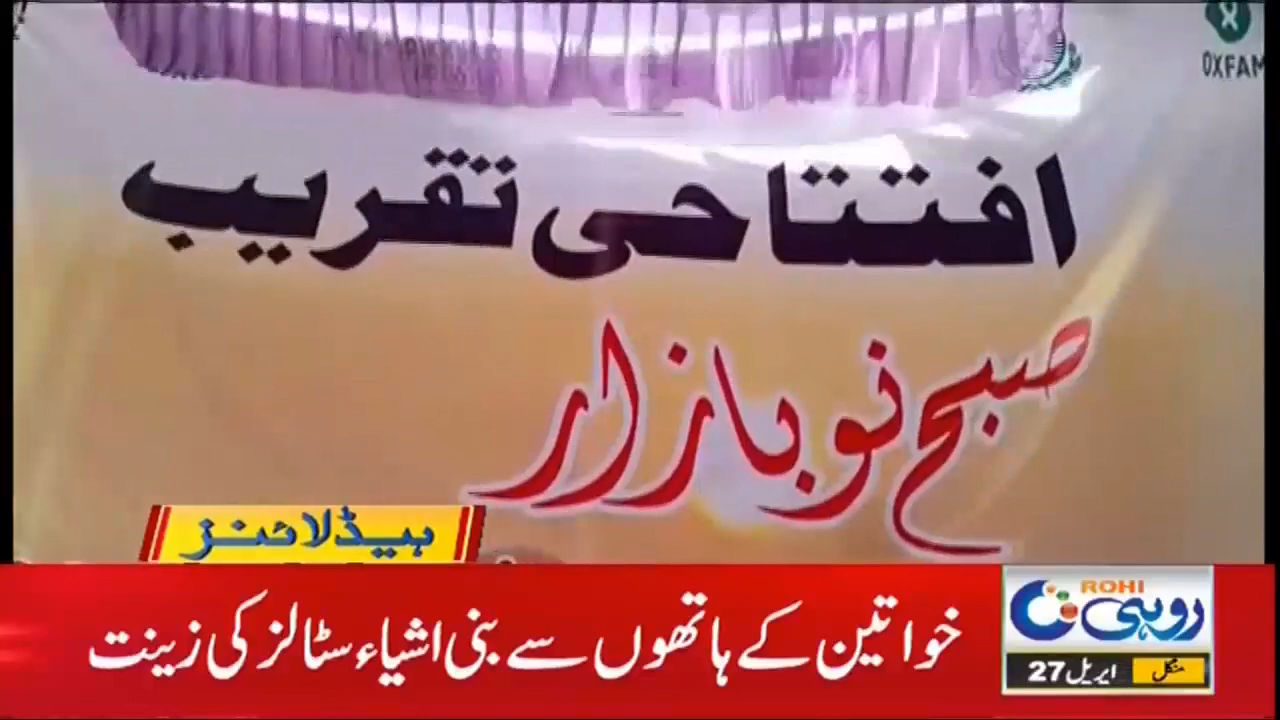 OXFAM
افتتاحی تقریب
صبح نو بازار
ہیڈلائنز
خواتین کے ہاتھوں سے بنی اشیاء سٹالز کی زینت
ROHI
روہی
منگل
27 اپریل